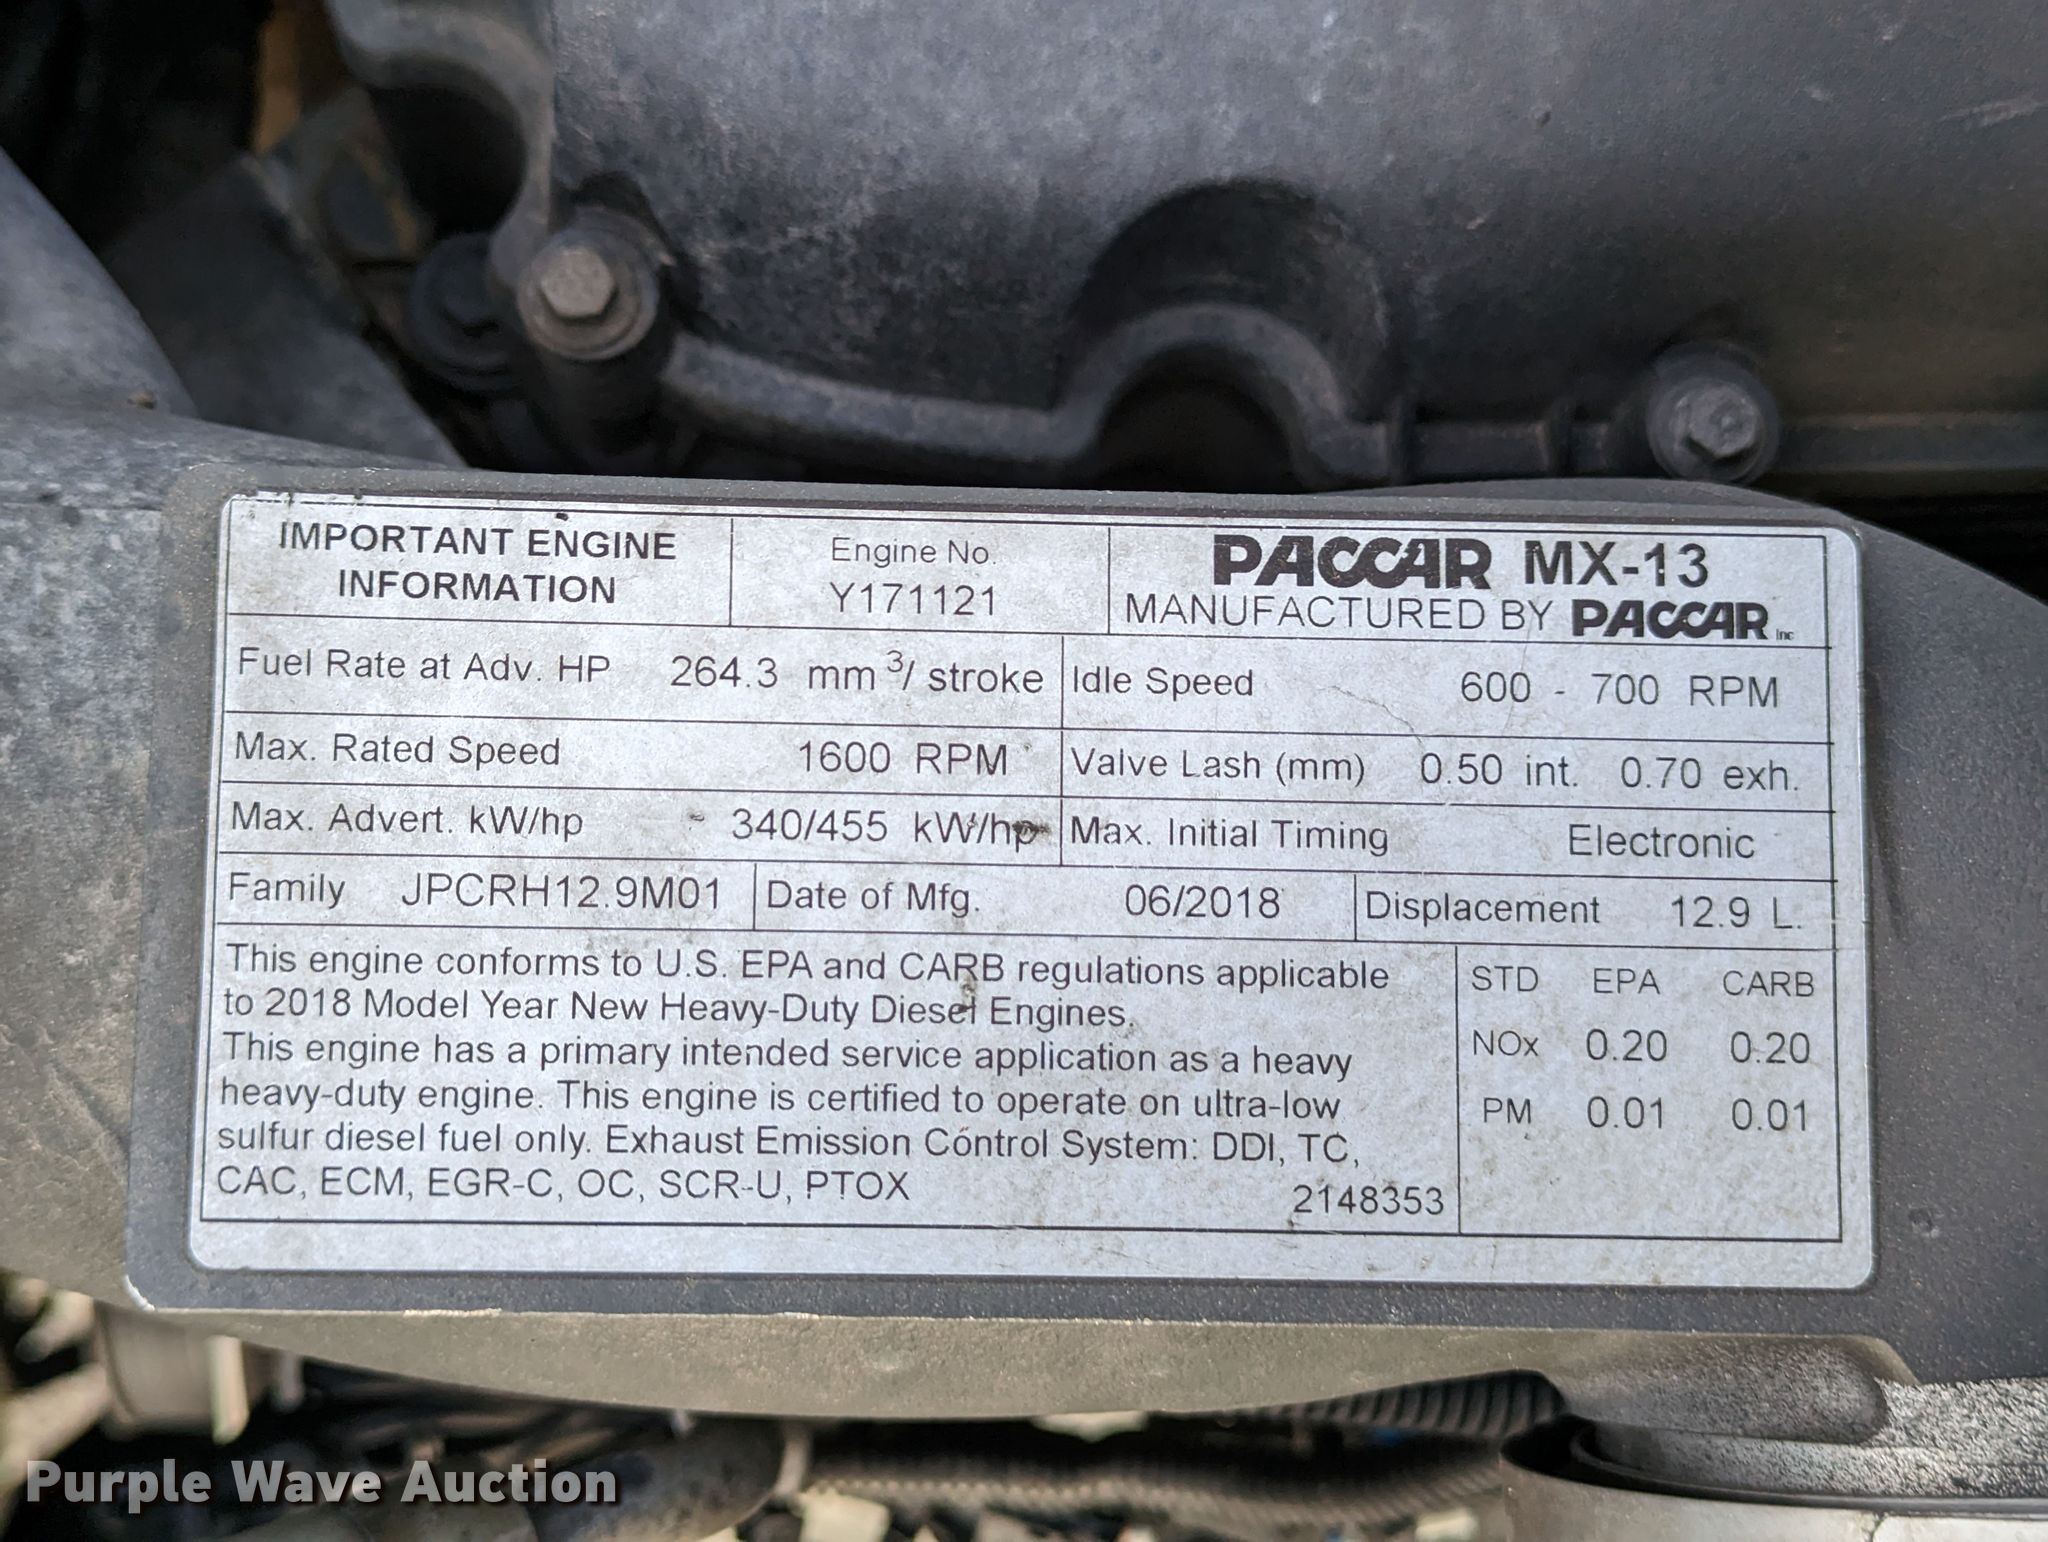 IMPORTANT ENGINE
INFORMATION
Engine No.
Y171121
PACCAR MX-13
MANUFACTURED BY PACCAR Inc
Fuel Rate at Adv. HP 264.3 mm³/ stroke
Idle Speed 600 - 700 RPM
Max. Rated Speed 1600 RPM
Valve Lash (mm) 0.50 int. 0.70 exh.
Max. Advert. kW/hp 340/455 kW/hp
Max. Initial Timing Electronic
Family JPCRH12.9M01
Date of Mfg. 06/2018
Displacement 12.9 L.
This engine conforms to U.S. EPA and CARB regulations applicable
to 2018 Model Year New Heavy-Duty Diesel Engines.
This engine has a primary intended service application as a heavy
heavy-duty engine. This engine is certified to operate on ultra-low
sulfur diesel fuel only. Exhaust Emission Control System: DDI, TC,
CAC, ECM, EGR-C, OC, SCR-U, PTOX
2148353
STD EPA CARB
NOx 0.20 0.20
PM 0.01 0.01
Purple Wave Auction